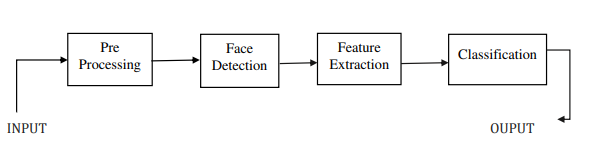 Pre
Processing
Face
Detection
Feature
Extraction
Classification
INPUT
OUPUT